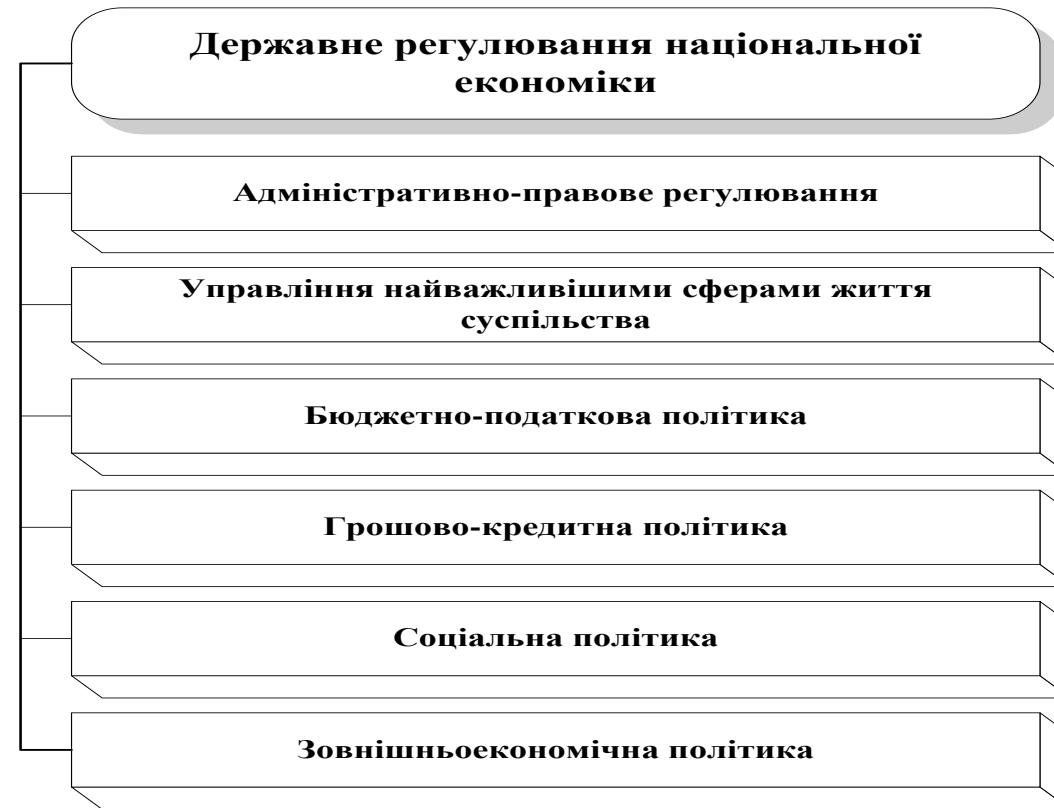 Державне регулювання національної
економіки
Адміністративно-правове регулювання
Управління найважливішими сферами життя
суспільства
Бюджетно-податкова політика
Грошово-кредитна політика
Соціальна політика
Зовнішньоекономічна політика